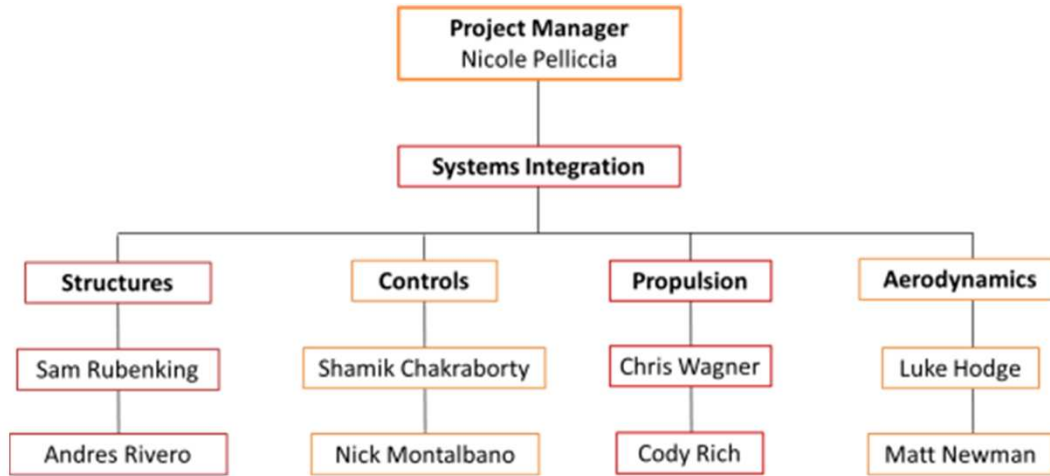 Project Manager
Nicole Pelliccia
Systems Integration
Structures
Controls
Propulsion
Aerodynamics
Sam Rubenking
Shamik Chakraborty
Chris Wagner
Luke Hodge
Andres Rivero
Nick Montalbano
Cody Rich
Matt Newman